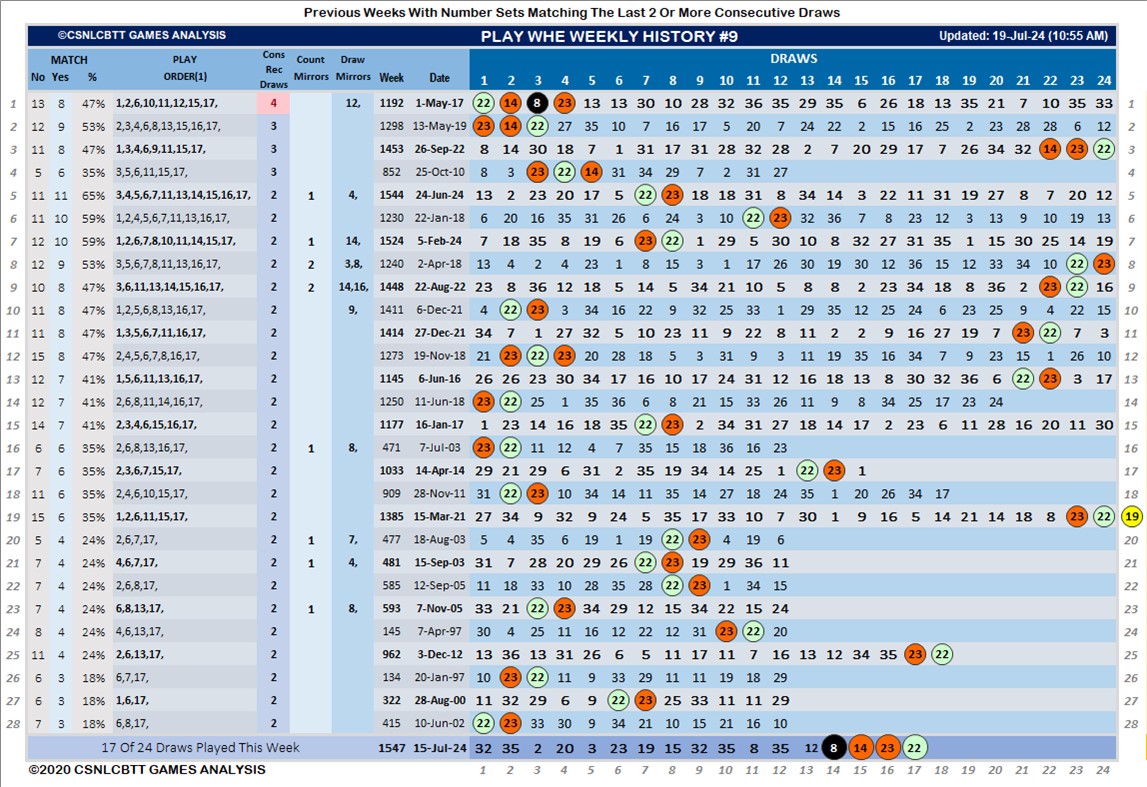 Previous Weeks With Number Sets Matching The Last 2 Or More Consecutive Draws
©CSNLCBTT GAMES ANALYSIS PLAY WHE WEEKLY HISTORY #9 Updated: 19-Jul-24 (10:55 AM)
MATCH PLAY Cons Count Draw DRAWS
No Yes % ORDER(1) Rec Draws Mirrors Mirrors Week Date 1 2 3 4 5 6 7 8 9 10 11 12 13 14 15 16 17 18 19 20 21 22 23 24
1 13 8 47% 1,2,6,10,11,12,15,17, 4 12, 1192 1-May-17 22 14 8 23 13 13 30 10 28 32 36 35 29 35 6 26 18 13 35 21 7 10 35 33 1
2 12 9 53% 2,3,4,6,8,13,15,16,17, 3 1298 13-May-19 23 14 22 27 35 10 7 16 17 5 20 7 24 22 2 15 16 25 2 23 28 28 6 12 2
3 11 8 47% 1,3,4,6,9,11,15,17, 3 1453 26-Sep-22 8 14 30 18 7 1 31 17 31 28 32 28 2 7 20 29 17 7 26 34 32 14 23 22 3
4 5 6 35% 3,5,6,11,15,17, 3 852 25-Oct-10 8 3 23 22 14 31 34 29 7 2 31 27 4
5 11 11 65% 3,4,5,6,7,11,13,14,15,16,17, 2 1 4, 1544 24-Jun-24 13 2 23 20 17 5 22 23 18 18 31 8 34 14 3 22 11 31 19 27 8 7 20 12 5
6 11 10 59% 1,2,4,5,6,7,11,13,16,17, 2 1230 22-Jan-18 6 20 16 35 31 26 6 24 3 10 22 23 32 36 7 8 23 12 3 13 9 10 19 13 6
7 12 10 59% 1,2,6,7,8,10,11,14,15,17, 2 1 14, 1524 5-Feb-24 7 18 35 8 19 6 23 22 1 29 5 30 10 8 32 27 31 35 1 15 30 25 14 19 7
8 12 9 53% 3,5,6,7,8,11,13,16,17, 2 2 3,8, 1240 2-Apr-18 13 4 2 4 23 1 8 15 3 1 17 26 30 19 30 12 36 15 12 33 34 10 22 23 8
9 10 8 47% 3,6,11,13,14,15,16,17, 2 2 14,16, 1448 22-Aug-22 23 8 36 12 18 5 14 5 34 21 10 5 8 8 2 23 34 18 8 36 2 23 22 16 9
10 11 8 47% 1,2,5,6,8,13,16,17, 2 9, 1411 6-Dec-21 4 22 23 3 34 16 22 9 32 25 33 1 29 35 12 25 24 6 23 25 9 4 22 15 10
11 11 8 47% 1,3,5,6,7,11,16,17, 2 1414 27-Dec-21 34 7 1 27 32 5 10 23 11 9 22 8 11 2 2 9 16 27 19 7 23 22 7 3 11
12 15 8 47% 2,4,5,6,7,8,16,17, 2 1273 19-Nov-18 21 23 22 23 20 28 18 5 3 31 9 3 11 19 35 16 34 7 9 23 15 1 26 10 12
13 12 7 41% 1,5,6,11,13,16,17, 2 1145 6-Jun-16 26 26 23 30 34 17 16 10 17 24 31 12 16 18 13 8 30 32 36 6 22 23 3 17 13
14 12 7 41% 2,6,8,11,14,16,17, 2 1250 11-Jun-18 23 22 25 1 35 36 6 8 21 15 33 26 11 9 8 34 25 17 23 24 14
15 14 7 41% 2,3,4,6,15,16,17, 2 1177 16-Jan-17 1 23 14 16 18 35 22 23 2 34 31 27 18 14 17 2 23 6 11 28 16 20 11 30 15
16 6 6 35% 2,6,8,13,16,17, 2 1 8, 471 7-Jul-03 23 22 11 12 4 7 35 15 18 36 16 23 16
17 7 6 35% 2,3,6,7,15,17, 2 1033 14-Apr-14 29 21 29 6 31 2 35 19 34 14 25 1 22 23 1 17
18 11 6 35% 2,4,6,10,15,17, 2 909 28-Nov-11 31 22 23 10 34 14 11 35 14 27 18 24 35 1 20 26 34 18 17 18
19 15 6 35% 1,2,6,11,15,17, 2 1385 15-Mar-21 27 34 9 32 9 24 5 35 17 33 10 7 30 1 9 16 5 14 21 14 18 8 23 22 19
20 5 4 24% 2,6,7,17, 2 1 7, 477 18-Aug-03 5 4 35 6 19 1 19 22 23 4 19 6 20
21 7 4 24% 4,6,7,17, 2 1 4, 481 15-Sep-03 31 7 28 20 29 26 22 23 19 29 36 11 21
22 7 4 24% 2,6,8,17, 2 585 12-Sep-05 11 18 33 10 28 35 28 22 23 1 34 15 22
23 7 4 24% 6,8,13,17, 2 1 8, 593 7-Nov-05 33 21 22 23 34 29 12 15 34 22 15 24 23
24 8 4 24% 4,6,13,17, 2 145 7-Apr-97 30 4 25 11 16 12 22 12 31 23 22 20 24
25 11 4 24% 2,6,13,17, 2 962 3-Dec-12 13 36 13 31 26 6 5 11 17 11 7 16 13 12 34 35 23 22 25
26 6 3 18% 6,7,17, 2 134 20-Jan-97 10 23 22 11 9 33 29 11 11 19 18 29 26
27 6 3 18% 1,6,17, 2 322 28-Aug-00 11 32 29 6 9 22 23 25 33 11 11 29 27
28 7 3 18% 6,8,17, 2 415 10-Jun-02 22 23 33 30 9 34 21 10 15 21 16 10 28
17 Of 24 Draws Played This Week 1547 15-Jul-24 32 35 2 20 3 23 19 15 32 35 8 35 12 8 14 23 22
©2020 CSNLCBTT GAMES ANALYSIS 1 2 3 4 5 6 7 8 9 10 11 12 13 14 15 16 17 18 19 20 21 22 23 24